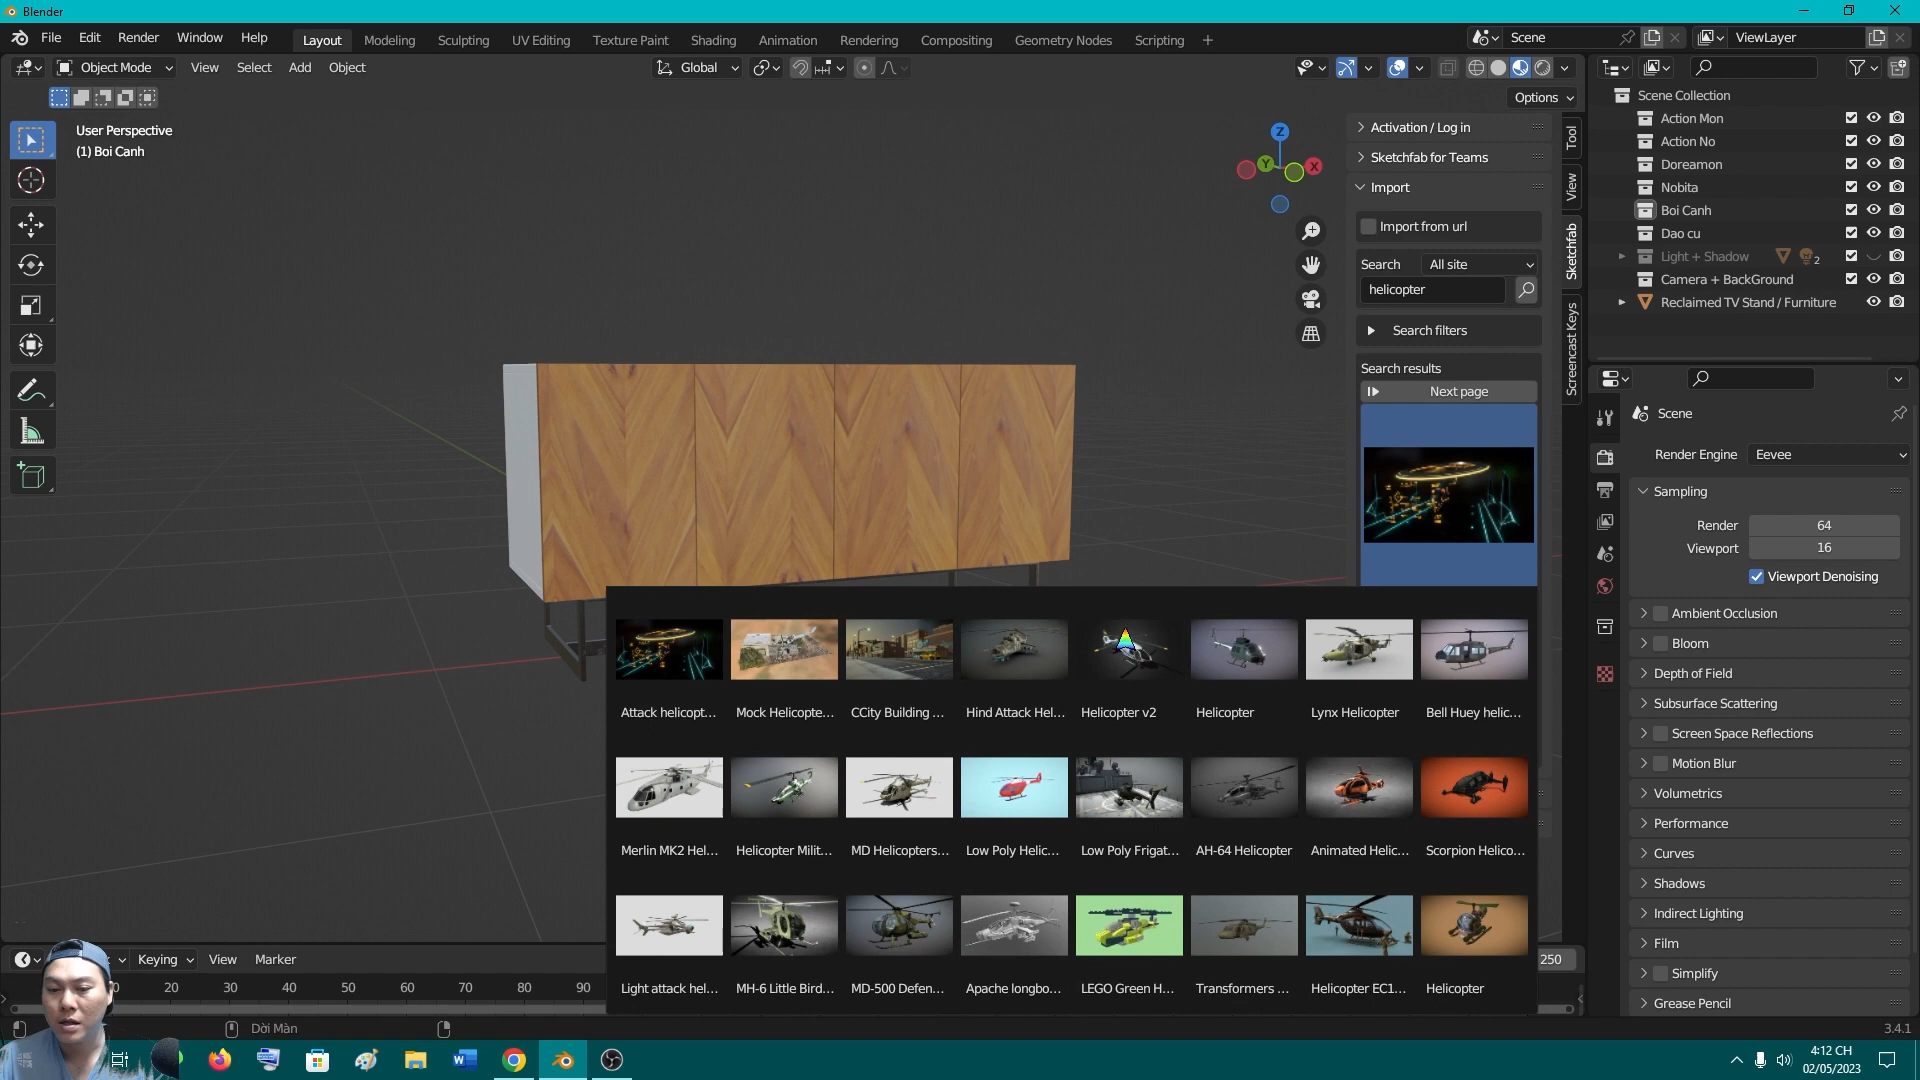 Blender
File Edit Render Window Help
Layout Modeling Sculpting UV Editing Texture Paint Shading Animation Rendering Compositing Geometry Nodes Scripting +
Scene
ViewLayer
Object Mode View Select Add Object
Global
Options
User Perspective
(1) Boi Canh
Z
Y
X
Activation / Log in
Sketchfab for Teams
Import
Import from url
Search All site
helicopter
Search filters
Search results
Next page
Tool
View
Sketchfab
Screencast Keys
Attack helicopt...
Mock Helicopte...
CCity Building ...
Hind Attack Hel...
Helicopter v2
Helicopter
Lynx Helicopter
Bell Huey helic...
Merlin MK2 Hel...
Helicopter Milit...
MD Helicopters...
Low Poly Helic...
Low Poly Frigat...
AH-64 Helicopter
Animated Helic...
Scorpion Helico...
Light attack hel...
MH-6 Little Bird...
MD-500 Defen...
Apache longbo...
LEGO Green H...
Transformers ...
Helicopter EC1...
Helicopter
Scene Collection
Action Mon
Action No
Doreamon
Nobita
Boi Canh
Dao cu
Light + Shadow 2
Camera + BackGround
Reclaimed TV Stand / Furniture
Scene
Render Engine Eevee
Sampling
Render 64
Viewport 16
Viewport Denoising
Ambient Occlusion
Bloom
Depth of Field
Subsurface Scattering
Screen Space Reflections
Motion Blur
Volumetrics
Performance
Curves
Shadows
Indirect Lighting
Film
Simplify
Grease Pencil
Keying View Marker
250
20 30 40 50 60 70 80 90
Dời Màn
3.4.1
4:12 CH
02/05/2023